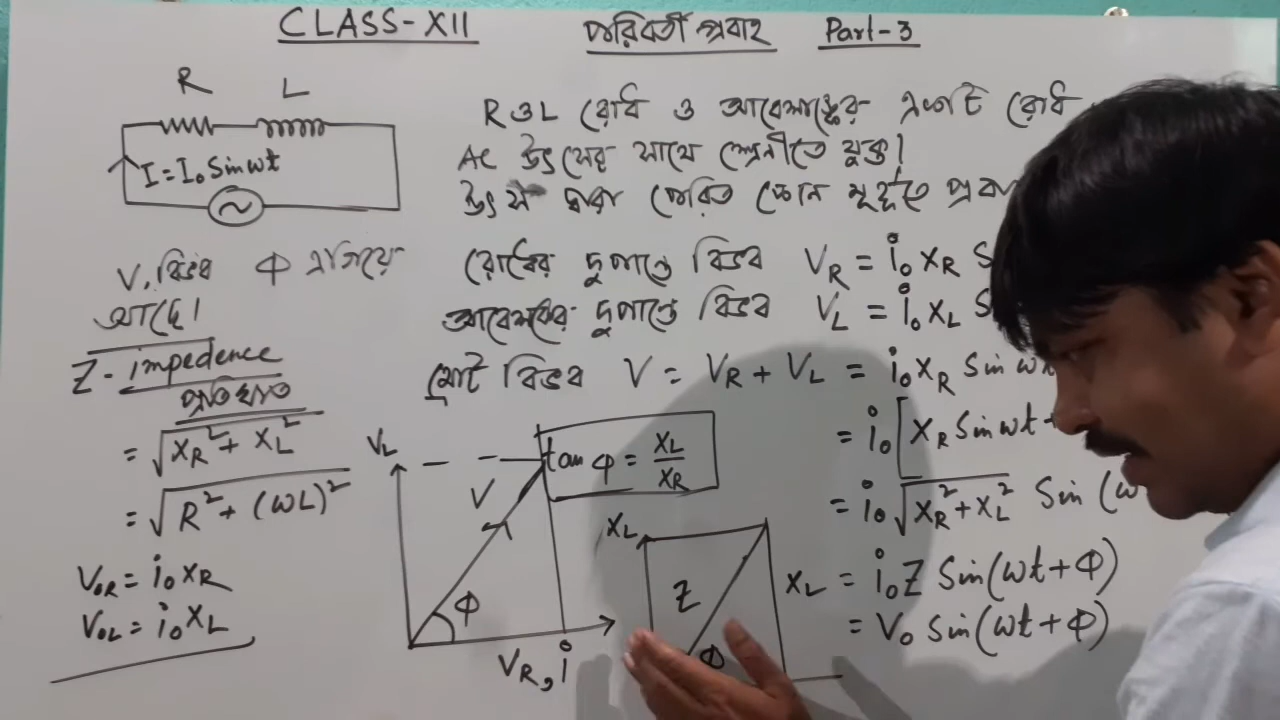 CLASS-XII পরিবর্তী প্রবাহ Part-3
R L
I = I₀ Sin ωt
R ও L রোধ ও আবেশাঙ্কের একটি রোধ
AC উৎসের সাথে শ্রেনীতে যুক্ত।
উৎস দ্বারা প্রেরিত কোন মূহূর্তে
V, বিভব Φ এগিয়ে
আছে।
রোধের দুপ্রান্তে বিভব V_R = i₀ X_R S
আবেশকের দুপ্রান্তে বিভব V_L = i₀ X_L S
মোট বিভব V = V_R + V_L = i₀ X_R Sin ωt
= i₀ [X_R Sin ωt +
= i₀ √X_R² + X_L² Sin (ω
= i₀ Z Sin(ωt + Φ)
= V₀ Sin(ωt + Φ)
Z - impedence
প্রতিঘাত
= √X_R² + X_L²
= √R² + (ωL)²
V₀R = i₀ X_R
V₀L = i₀ X_L
V_L V Φ V_R, i
tan Φ = X_L / X_R
X_L Z Φ X_L